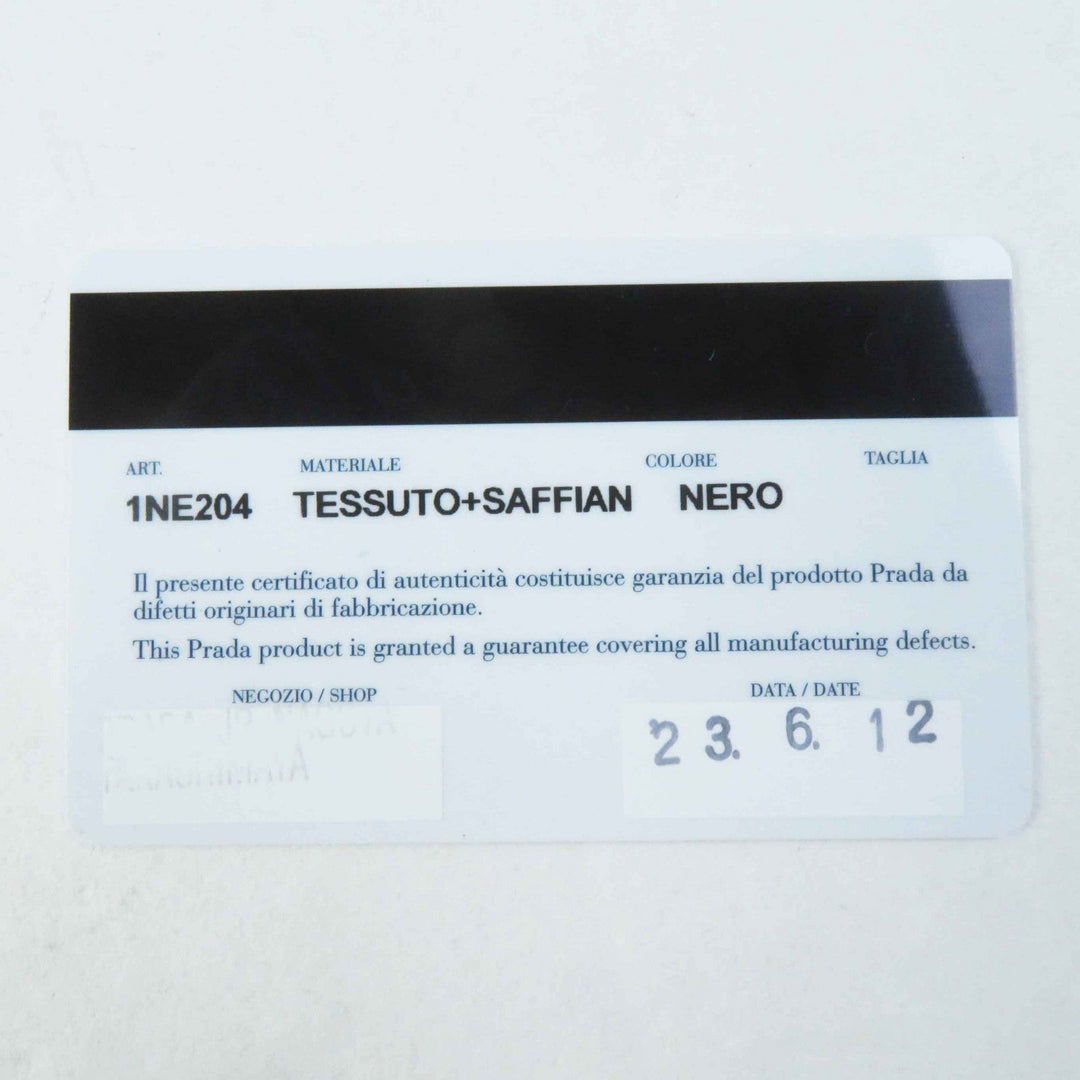 ART. MATERIALE COLORE TAGLIA
1NE204 TESSUTO+SAFFIAN NERO
Il presente certificato di autenticità costituisce garanzia del prodotto Prada da
difetti originari di fabbricazione.
This Prada product is granted a guarantee covering all manufacturing defects.
NEGOZIO / SHOP DATA / DATE
23. 6. 12